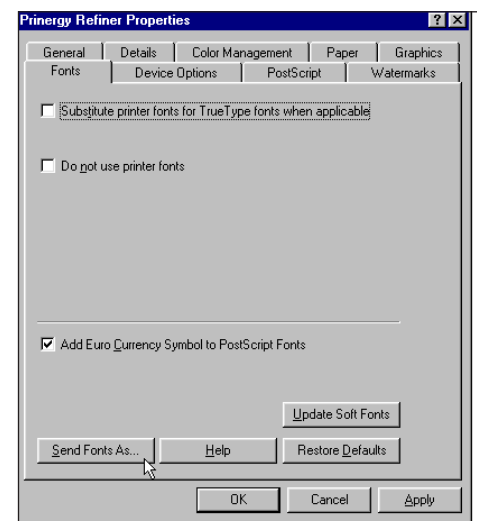 Prinergy Refiner Properties
General Details Color Management Paper Graphics
Fonts Device Options PostScript Watermarks
Substitute printer fonts for TrueType fonts when applicable
Do not use printer fonts
Add Euro Currency Symbol to PostScript Fonts
Update Soft Fonts
Send Fonts As... Help Restore Defaults
OK Cancel Apply